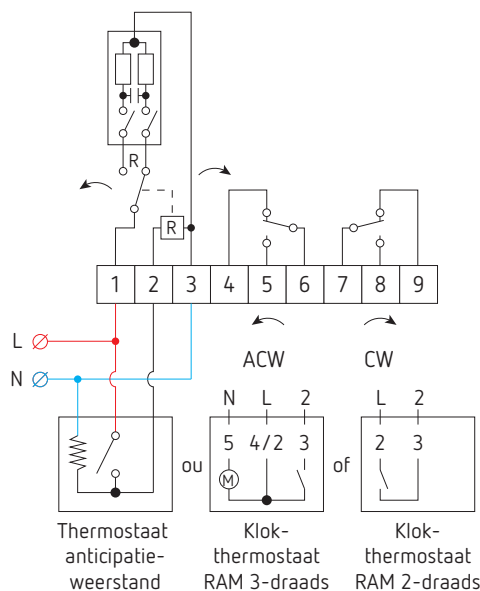 R
R
1 2 3 4 5 6 7 8 9
L
N
ACW CW
N L 2 L 2
5 4/2 3 2 3
M
ou of
Thermostaat Klok- Klok-
anticipatie- thermostaat thermostaat
weerstand RAM 3-draads RAM 2-draads